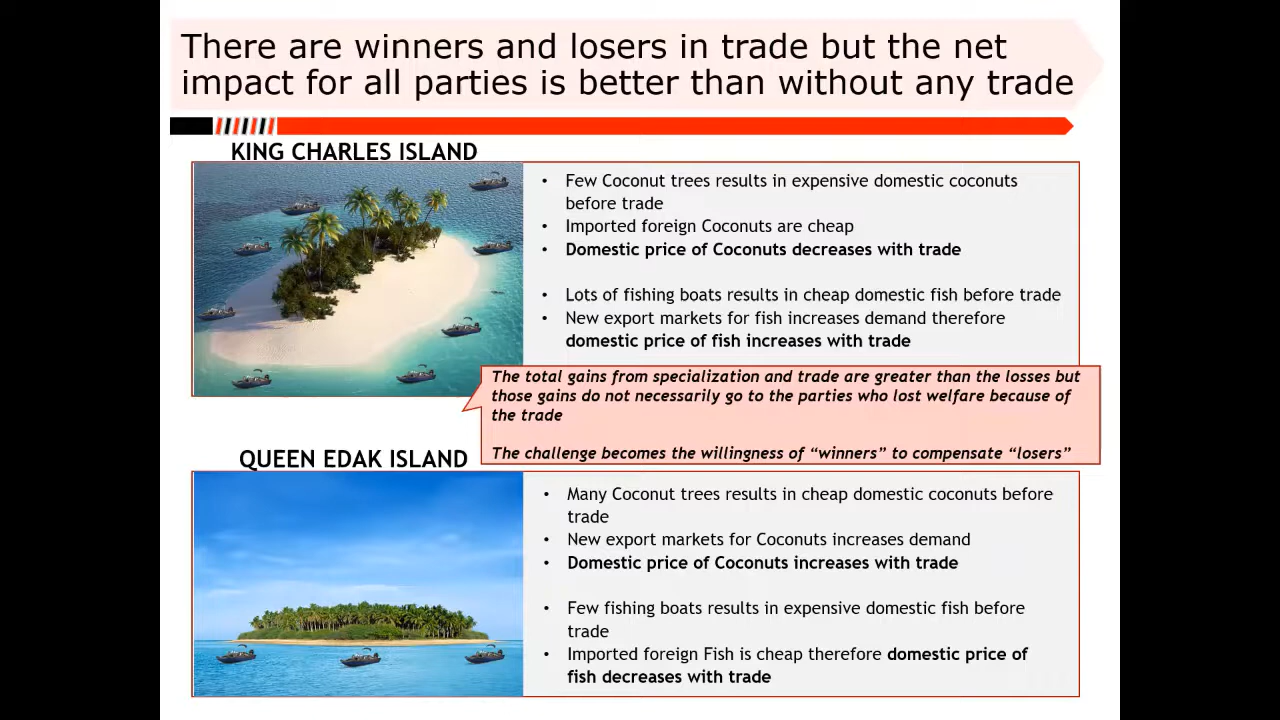 There are winners and losers in trade but the net
impact for all parties is better than without any trade
KING CHARLES ISLAND
• Few Coconut trees results in expensive domestic coconuts
before trade
• Imported foreign Coconuts are cheap
• Domestic price of Coconuts decreases with trade
• Lots of fishing boats results in cheap domestic fish before trade
• New export markets for fish increases demand therefore
domestic price of fish increases with trade
The total gains from specialization and trade are greater than the losses but
those gains do not necessarily go to the parties who lost welfare because of
the trade
The challenge becomes the willingness of “winners” to compensate “losers”
QUEEN EDAK ISLAND
• Many Coconut trees results in cheap domestic coconuts before
trade
• New export markets for Coconuts increases demand
• Domestic price of Coconuts increases with trade
• Few fishing boats results in expensive domestic fish before
trade
• Imported foreign Fish is cheap therefore domestic price of
fish decreases with trade